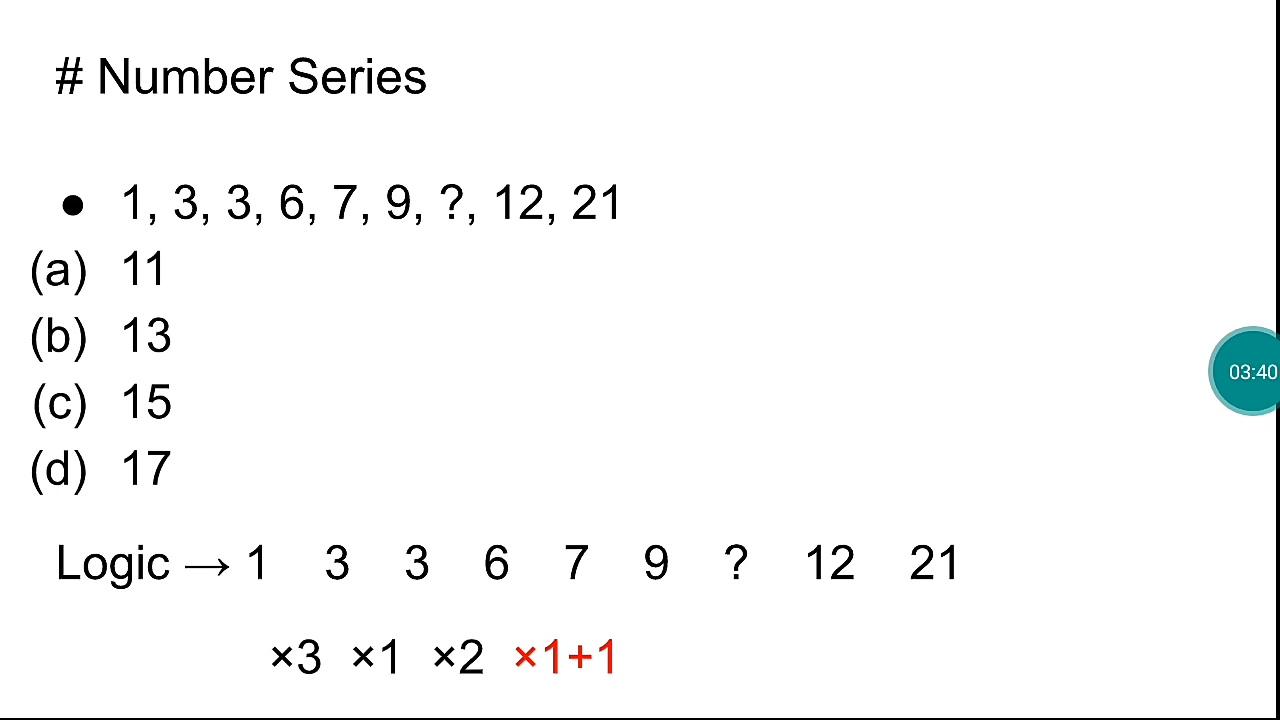 # Number Series
● 1, 3, 3, 6, 7, 9, ?, 12, 21
(a) 11
(b) 13
(c) 15
(d) 17
Logic → 1 3 3 6 7 9 ? 12 21
×3 ×1 ×2 ×1+1
03:40